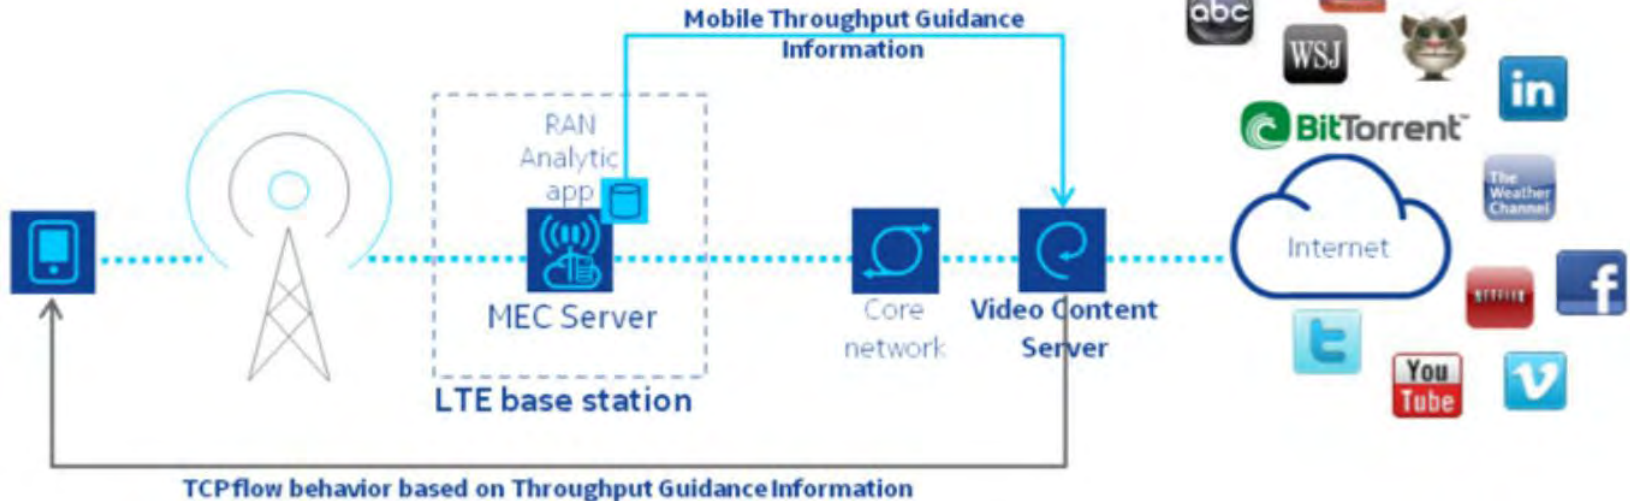 Mobile Throughput Guidance
Information
abc
WSJ
in
BitTorrent™
The
Weather
Channel
RAN
Analytic
app
Internet
MEC Server
Core
network
Video Content
Server
NETFLIX
f
t
You
Tube
v
LTE base station
TCP flow behavior based on Throughput Guidance Information